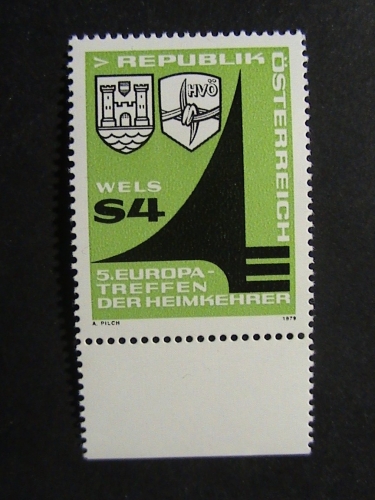 > REPUBLIK
ÖSTERREICH
HVÖ
WELS
S4
5.EUROPA-
TREFFEN
DER HEIMKEHRER
A. PILCH
1979